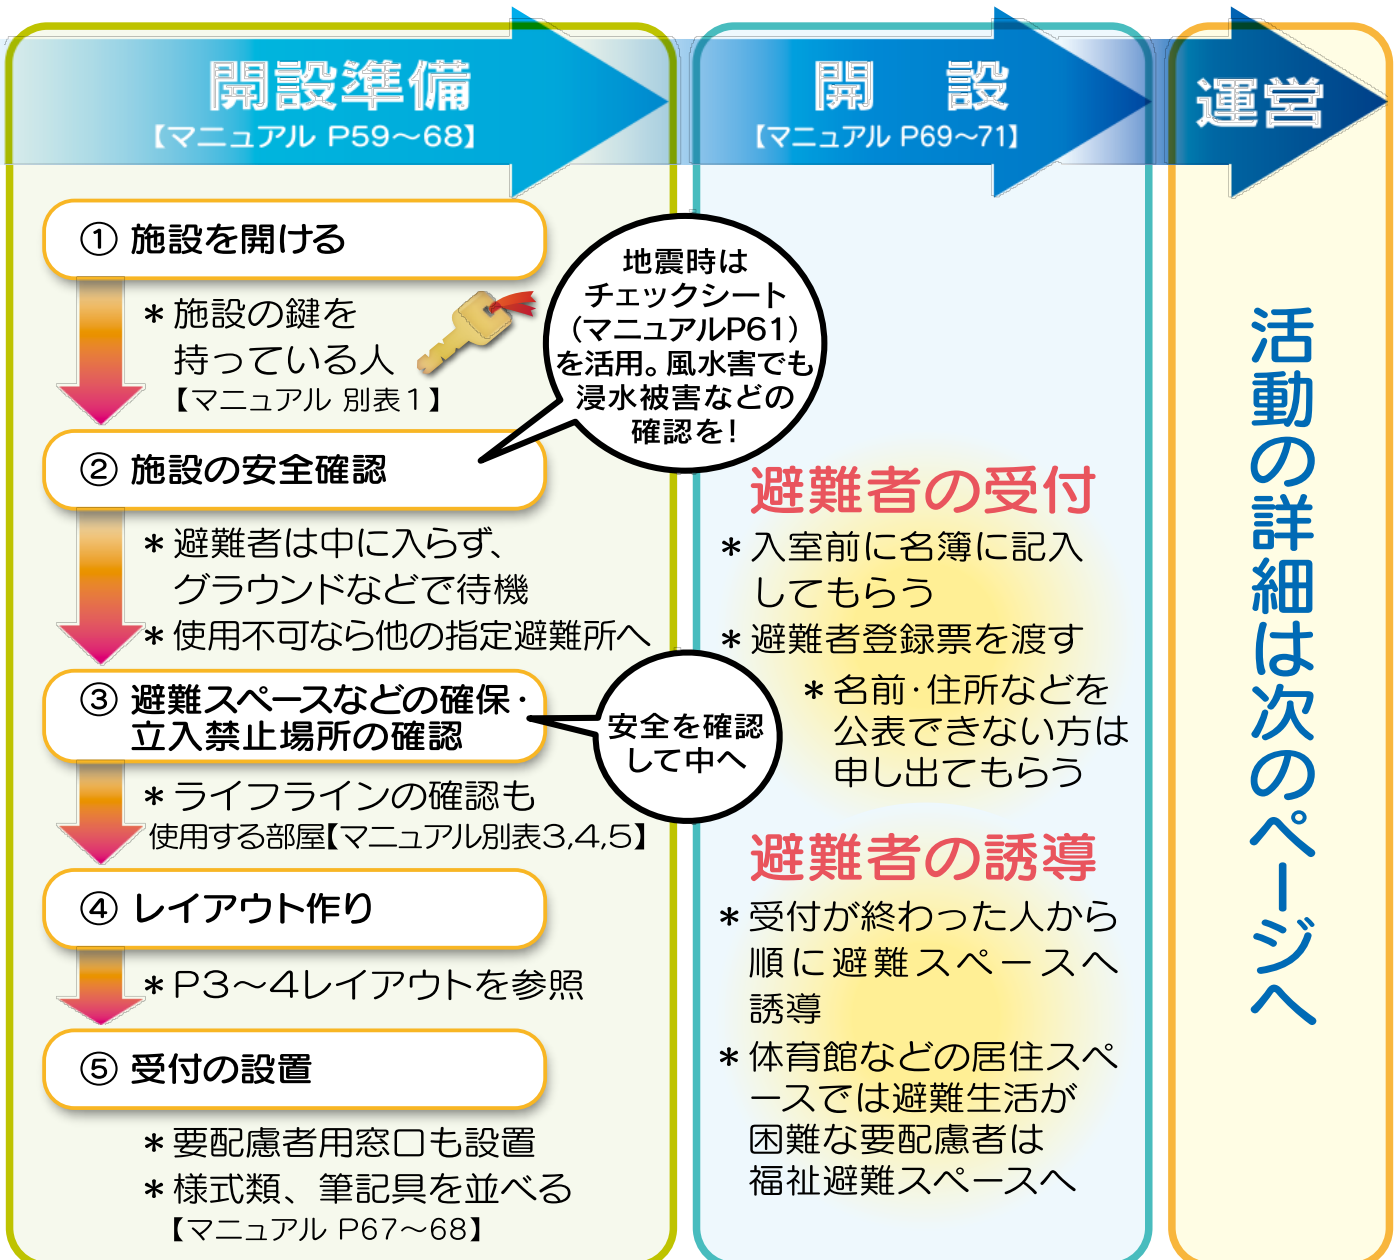 開設準備
【マニュアル P59～68】
① 施設を開ける
＊施設の鍵を
持っている人
【マニュアル 別表1】
② 施設の安全確認
地震時は
チェックシート
（マニュアルP61）
を活用。風水害でも
浸水被害などの
確認を！
＊避難者は中に入らず、
グラウンドなどで待機
＊使用不可なら他の指定避難所へ
③ 避難スペースなどの確保・
立入禁止場所の確認
安全を確認
して中へ
＊ライフラインの確認も
使用する部屋【マニュアル別表3,4,5】
④ レイアウト作り
＊P3～4レイアウトを参照
⑤ 受付の設置
＊要配慮者用窓口も設置
＊様式類、筆記具を並べる
【マニュアル P67～68】
開 設
【マニュアル P69～71】
避難者の受付
＊入室前に名簿に記入
してもらう
＊避難者登録票を渡す
＊名前・住所などを
公表できない方は
申し出てもらう
避難者の誘導
＊受付が終わった人から
順に避難スペースへ
誘導
＊体育館などの居住スペ
ースでは避難生活が
困難な要配慮者は
福祉避難スペースへ
運営
活動の詳細は次のページへ